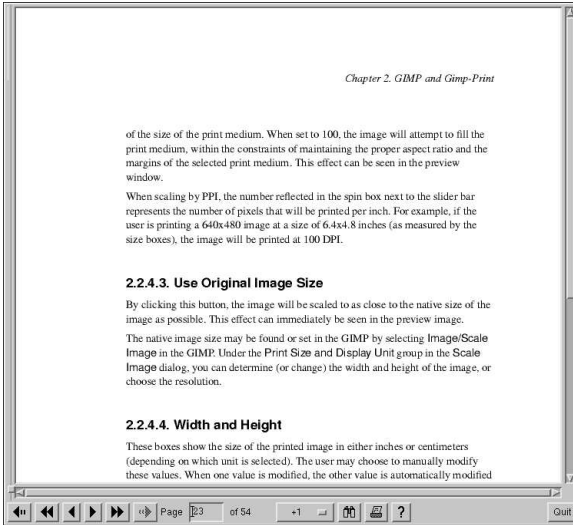 Chapter 2. GIMP and Gimp-Print
of the size of the print medium. When set to 100, the image will attempt to fill the
print medium, within the constraints of maintaining the proper aspect ratio and the
margins of the selected print medium. This effect can be seen in the preview
window.
When scaling by PPI, the number reflected in the spin box next to the slider bar
represents the number of pixels that will be printed per inch. For example, if the
user is printing a 640x480 image at a size of 6.4x4.8 inches (as measured by the
size boxes), the image will be printed at 100 DPI.
2.2.4.3. Use Original Image Size
By clicking this button, the image will be scaled to as close to the native size of the
image as possible. This effect can immediately be seen in the preview image.
The native image size may be found or set in the GIMP by selecting Image/Scale
Image in the GIMP. Under the Print Size and Display Unit group in the Scale
Image dialog, you can determine (or change) the width and height of the image, or
choose the resolution.
2.2.4.4. Width and Height
These boxes show the size of the printed image in either inches or centimeters
(depending on which unit is selected). The user may choose to manually modify
these values. When one value is modified, the other value is automatically modified
Page 23 of 54 +1 ? Quit